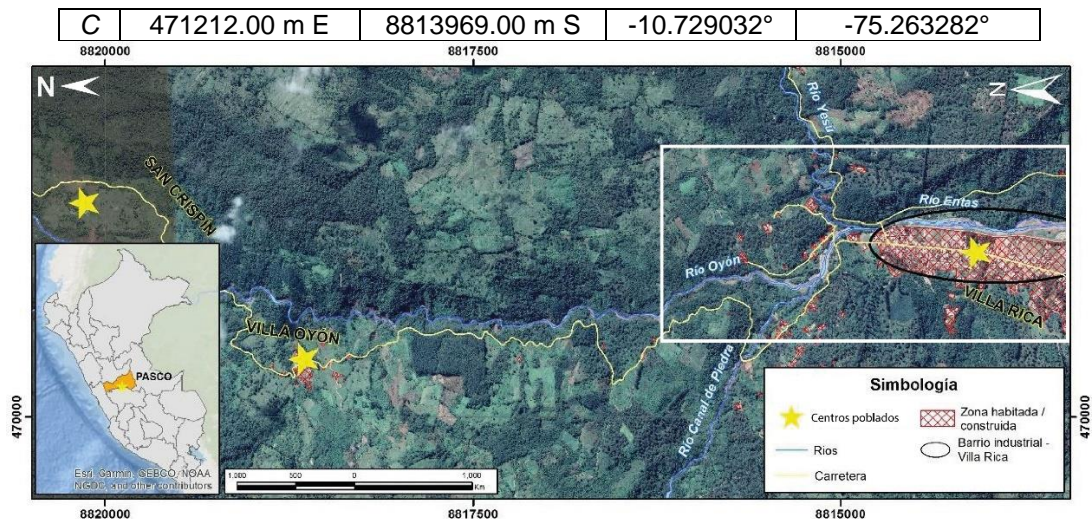 C 471212.00 m E 8813969.00 m S -10.729032° -75.263282°
8820000 8817500 8815000
N
N
SAN CRISPÍN
Río Yesú
Río Entas
Río Oyón
VILLA RICA
VILLA OYÓN
Río Canal de Piedra
PASCO
Esri, Garmin, GEBCO, NOAA
NGDC, and other contributors
470000
470000
1,000 500 0 1,000
Km
Simbología
Centros poblados
Zona habitada /
construida
Rios
Barrio industrial -
Villa Rica
Carretera
8820000 8817500 8815000